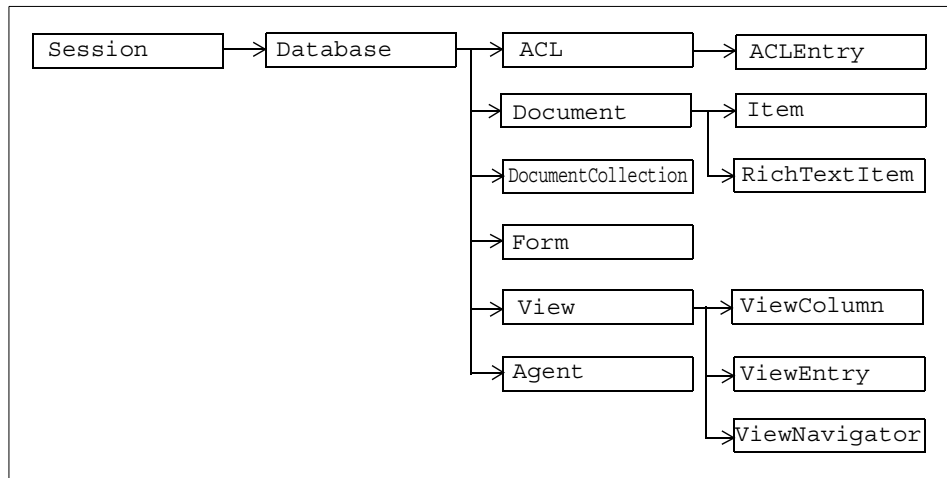 Session
Database
ACL
ACLEntry
Document
Item
DocumentCollection
RichTextItem
Form
View
ViewColumn
Agent
ViewEntry
ViewNavigator